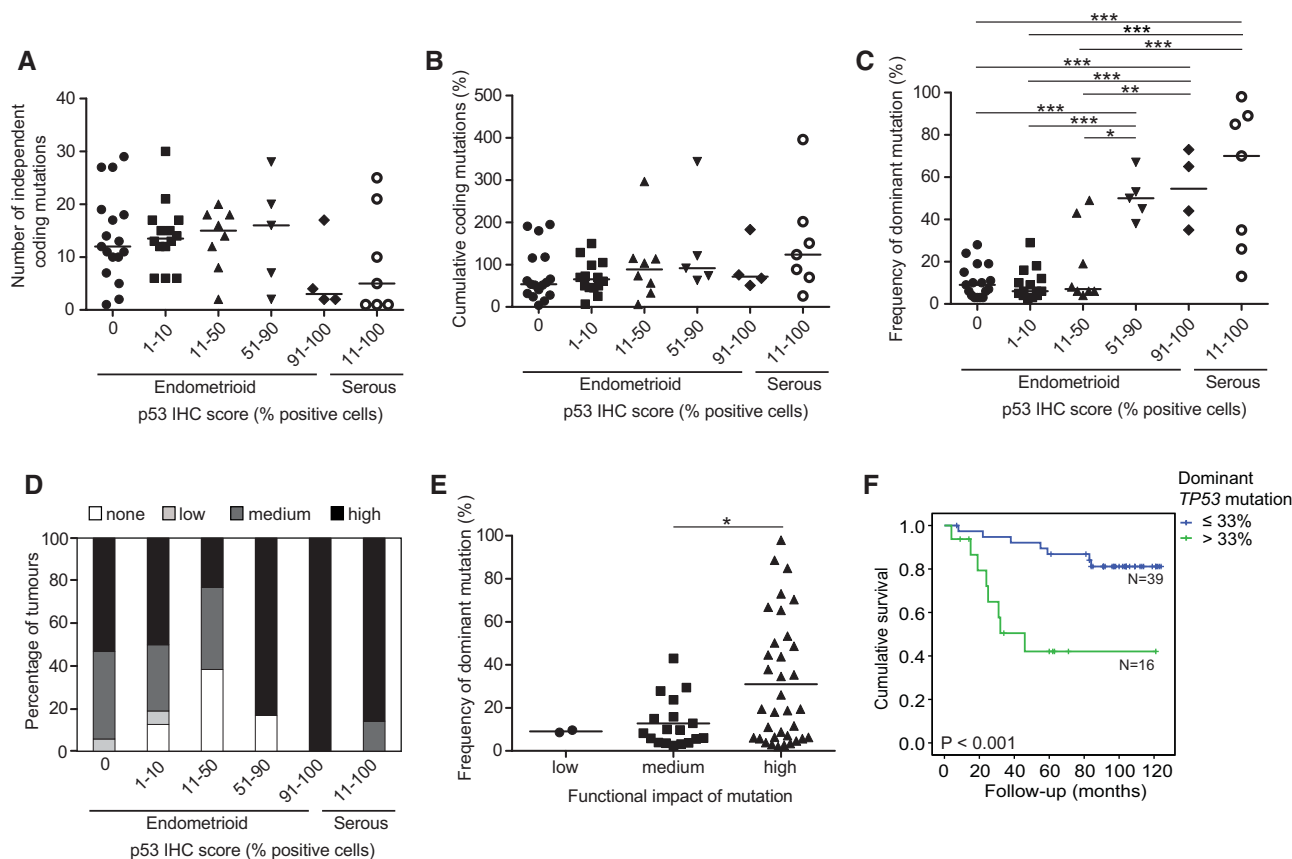 A
Number of independent
coding mutations
40
30
20
10
0
0
1-10
11-50
51-90
91-100
11-100
Endometrioid
Serous
p53 IHC score (% positive cells)
B
Cumulative coding mutations (%)
500
400
300
200
100
0
0
1-10
11-50
51-90
91-100
11-100
Endometrioid
Serous
p53 IHC score (% positive cells)
C
Frequency of dominant mutation (%)
***
***
***
***
***
**
***
***
*
100
80
60
40
20
0
0
1-10
11-50
51-90
91-100
11-100
Endometrioid
Serous
p53 IHC score (% positive cells)
D
none low medium high
Percentage of tumours
100
80
60
40
20
0
0
1-10
11-50
51-90
91-100
11-100
Endometrioid
Serous
p53 IHC score (% positive cells)
E
Frequency of dominant mutation (%)
*
100
80
60
40
20
0
low
medium
high
Functional impact of mutation
F
Dominant
TP53 mutation
≤ 33%
> 33%
Cumulative survival
1.0
0.8
0.6
0.4
0.2
0.0
N=39
N=16
P < 0.001
0 20 40 60 80 100 120
Follow-up (months)